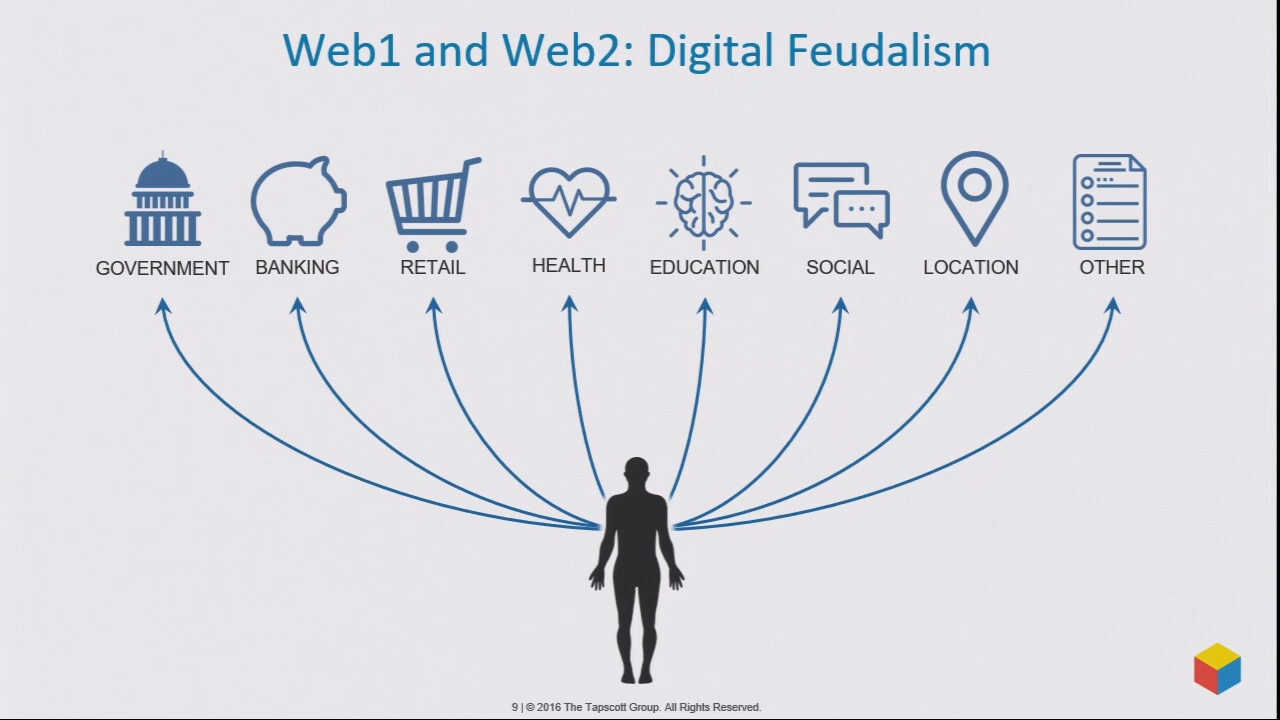 Web1 and Web2: Digital Feudalism
GOVERNMENT
BANKING
RETAIL
HEALTH
EDUCATION
SOCIAL
LOCATION
OTHER
9 | © 2016 The Tapscott Group. All Rights Reserved.